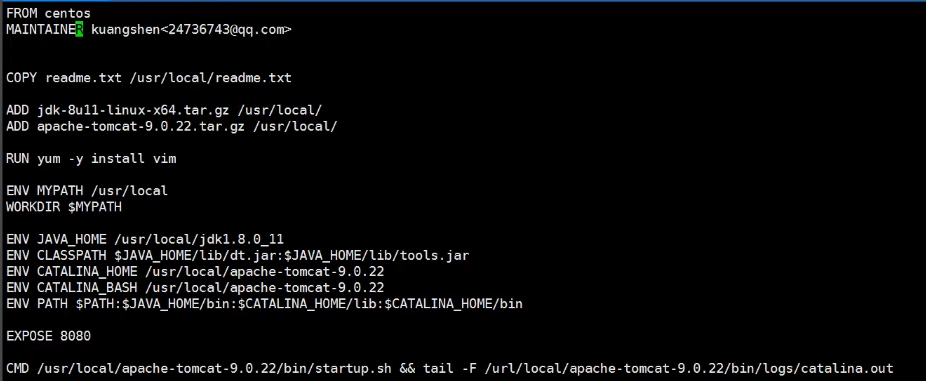 FROM centos
MAINTAINER kuangshen<24736743@qq.com>
COPY readme.txt /usr/local/readme.txt
ADD jdk-8u11-linux-x64.tar.gz /usr/local/
ADD apache-tomcat-9.0.22.tar.gz /usr/local/
RUN yum -y install vim
ENV MYPATH /usr/local
WORKDIR $MYPATH
ENV JAVA_HOME /usr/local/jdk1.8.0_11
ENV CLASSPATH $JAVA_HOME/lib/dt.jar:$JAVA_HOME/lib/tools.jar
ENV CATALINA_HOME /usr/local/apache-tomcat-9.0.22
ENV CATALINA_BASH /usr/local/apache-tomcat-9.0.22
ENV PATH $PATH:$JAVA_HOME/bin:$CATALINA_HOME/lib:$CATALINA_HOME/bin
EXPOSE 8080
CMD /usr/local/apache-tomcat-9.0.22/bin/startup.sh && tail -F /url/local/apache-tomcat-9.0.22/bin/logs/catalina.out